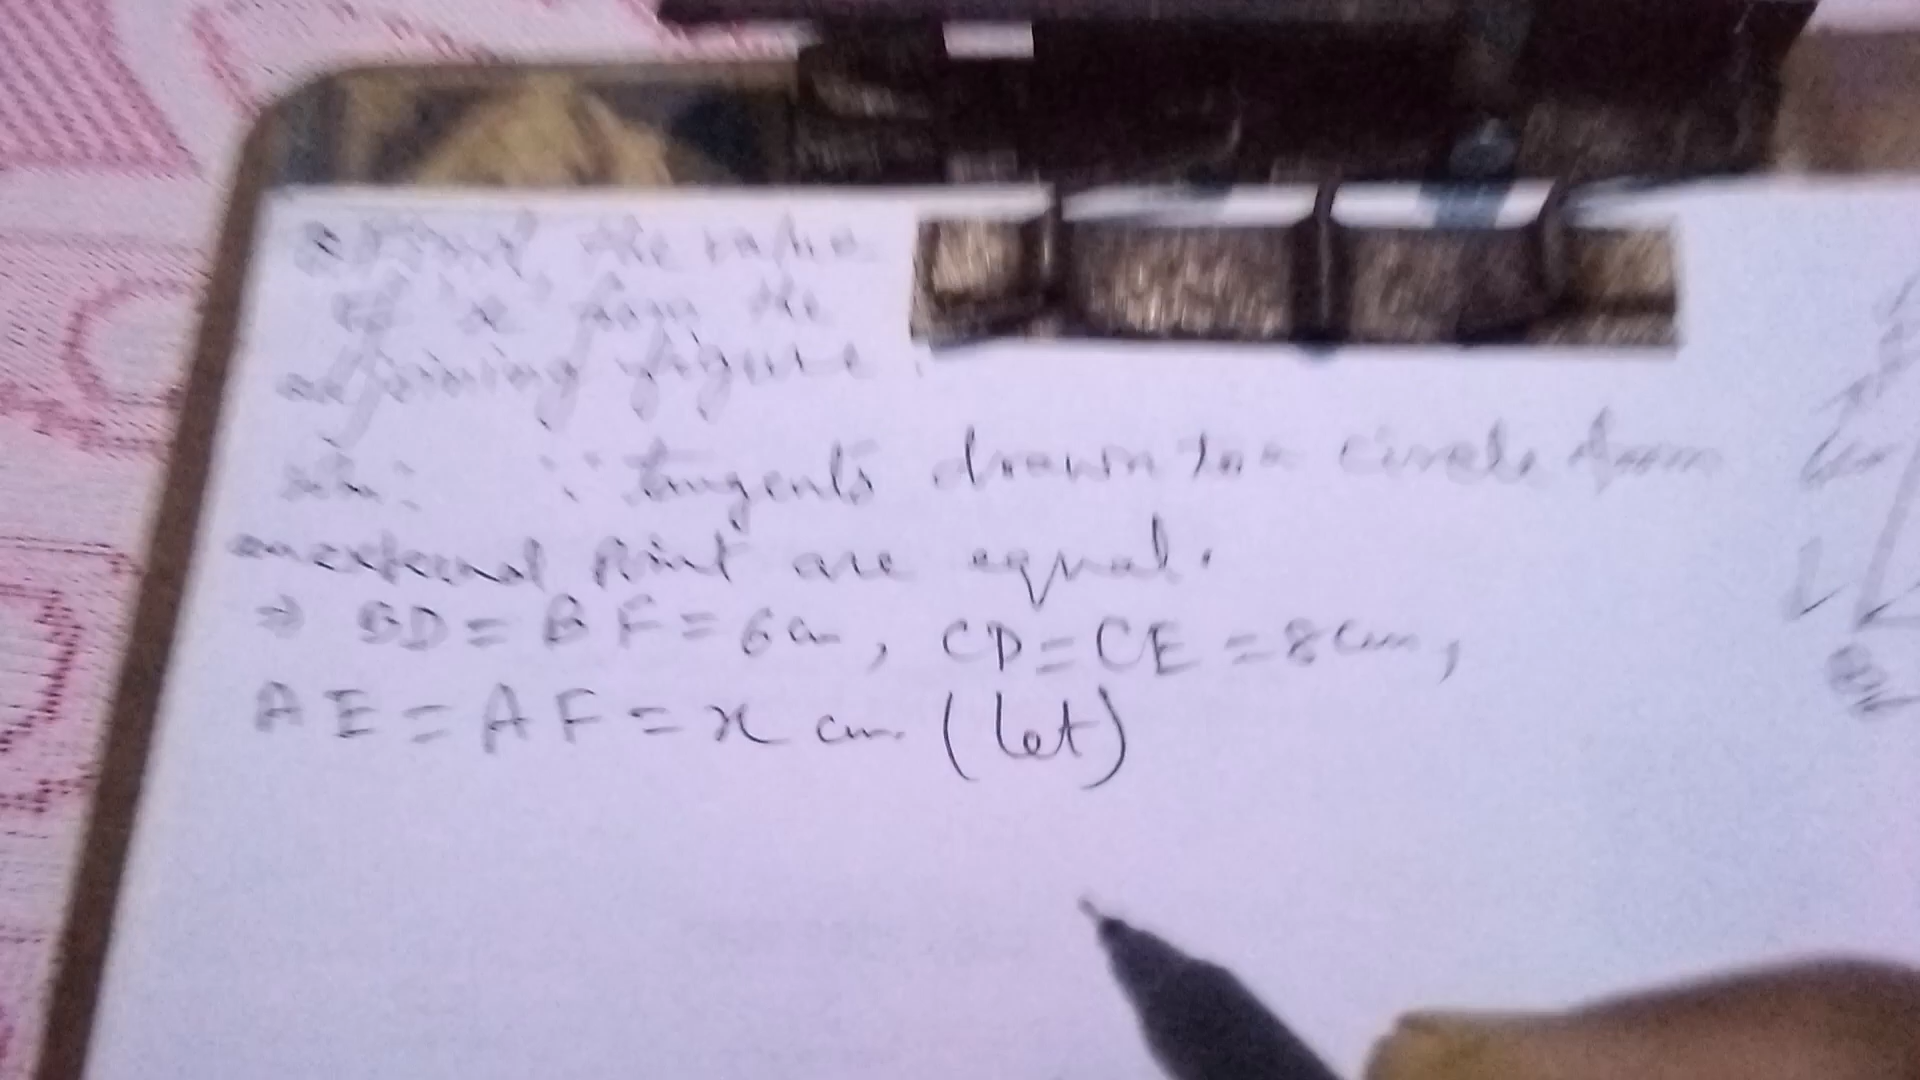 Find the value
of "x" from the
adjoining figure.
soln: ∵ tangents drawn to a circle from
an external point are equal.
⇒ BD = BF = 6 cm, CD = CE = 8 cm,
AE = AF = x cm (let)